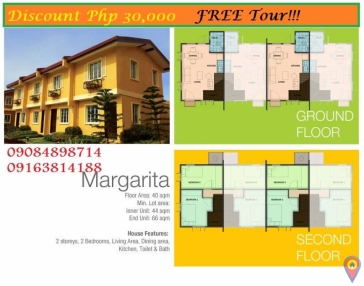 Discount Php 30,000 FREE Tour!!!
GROUND
FLOOR
09084898714
09163814188
Margarita
Floor Area: 40 sqm
Min. Lot area:
Inner Unit: 44 sqm
End Unit: 66 sqm
House Features:
2 storeys, 2 Bedrooms, Living Area, Dining area,
Kitchen, Toilet & Bath
SECOND
FLOOR